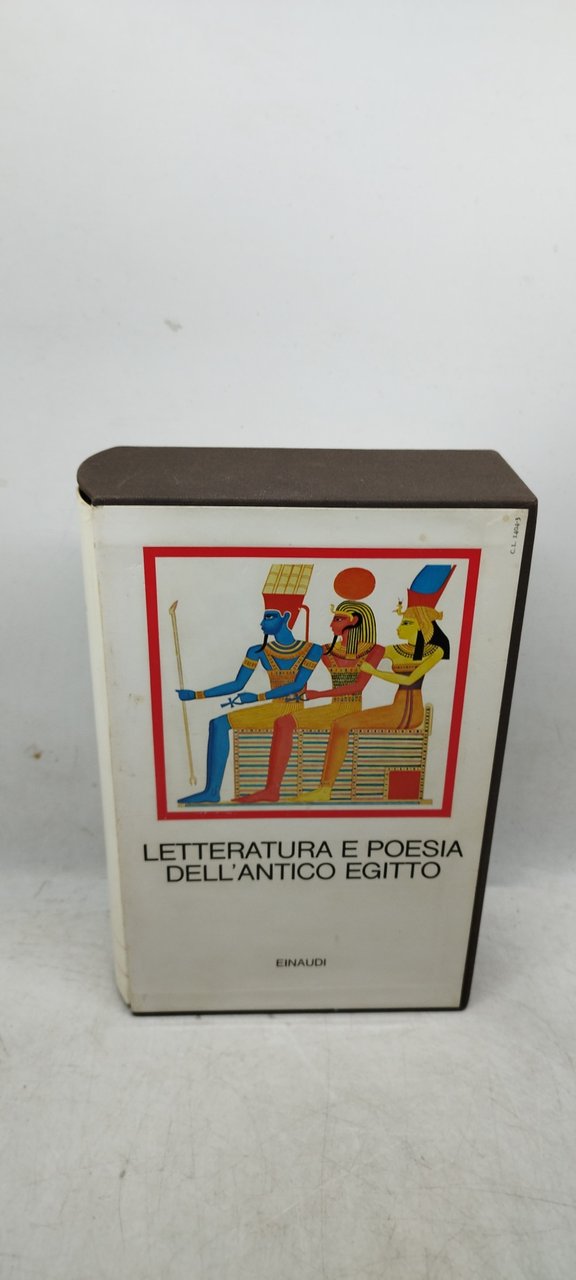 LETTERATURA E POESIA
DELL'ANTICO EGITTO
EINAUDI